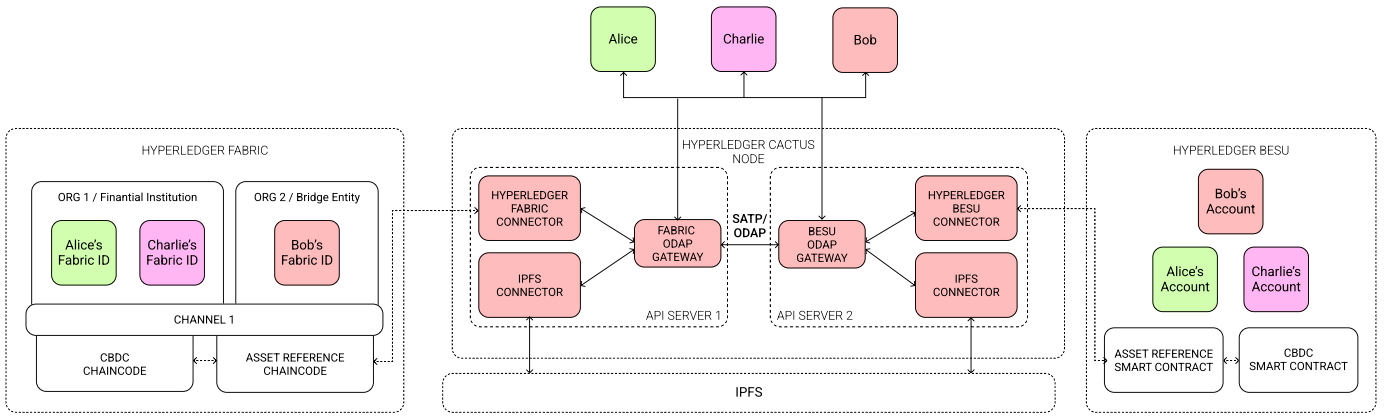 Alice
Charlie
Bob
HYPERLEDGER FABRIC
ORG 1 / Finantial Institution
ORG 2 / Bridge Entity
Alice's
Fabric ID
Charlie's
Fabric ID
Bob's
Fabric ID
CHANNEL 1
CBDC
CHAINCODE
ASSET REFERENCE
CHAINCODE
HYPERLEDGER CACTUS
NODE
HYPERLEDGER
FABRIC
CONNECTOR
IPFS
CONNECTOR
FABRIC
ODAP
GATEWAY
API SERVER 1
SATP/
ODAP
BESU
ODAP
GATEWAY
HYPERLEDGER
BESU
CONNECTOR
IPFS
CONNECTOR
API SERVER 2
IPFS
HYPERLEDGER BESU
Bob's
Account
Alice's
Account
Charlie's
Account
ASSET REFERENCE
SMART CONTRACT
CBDC
SMART CONTRACT